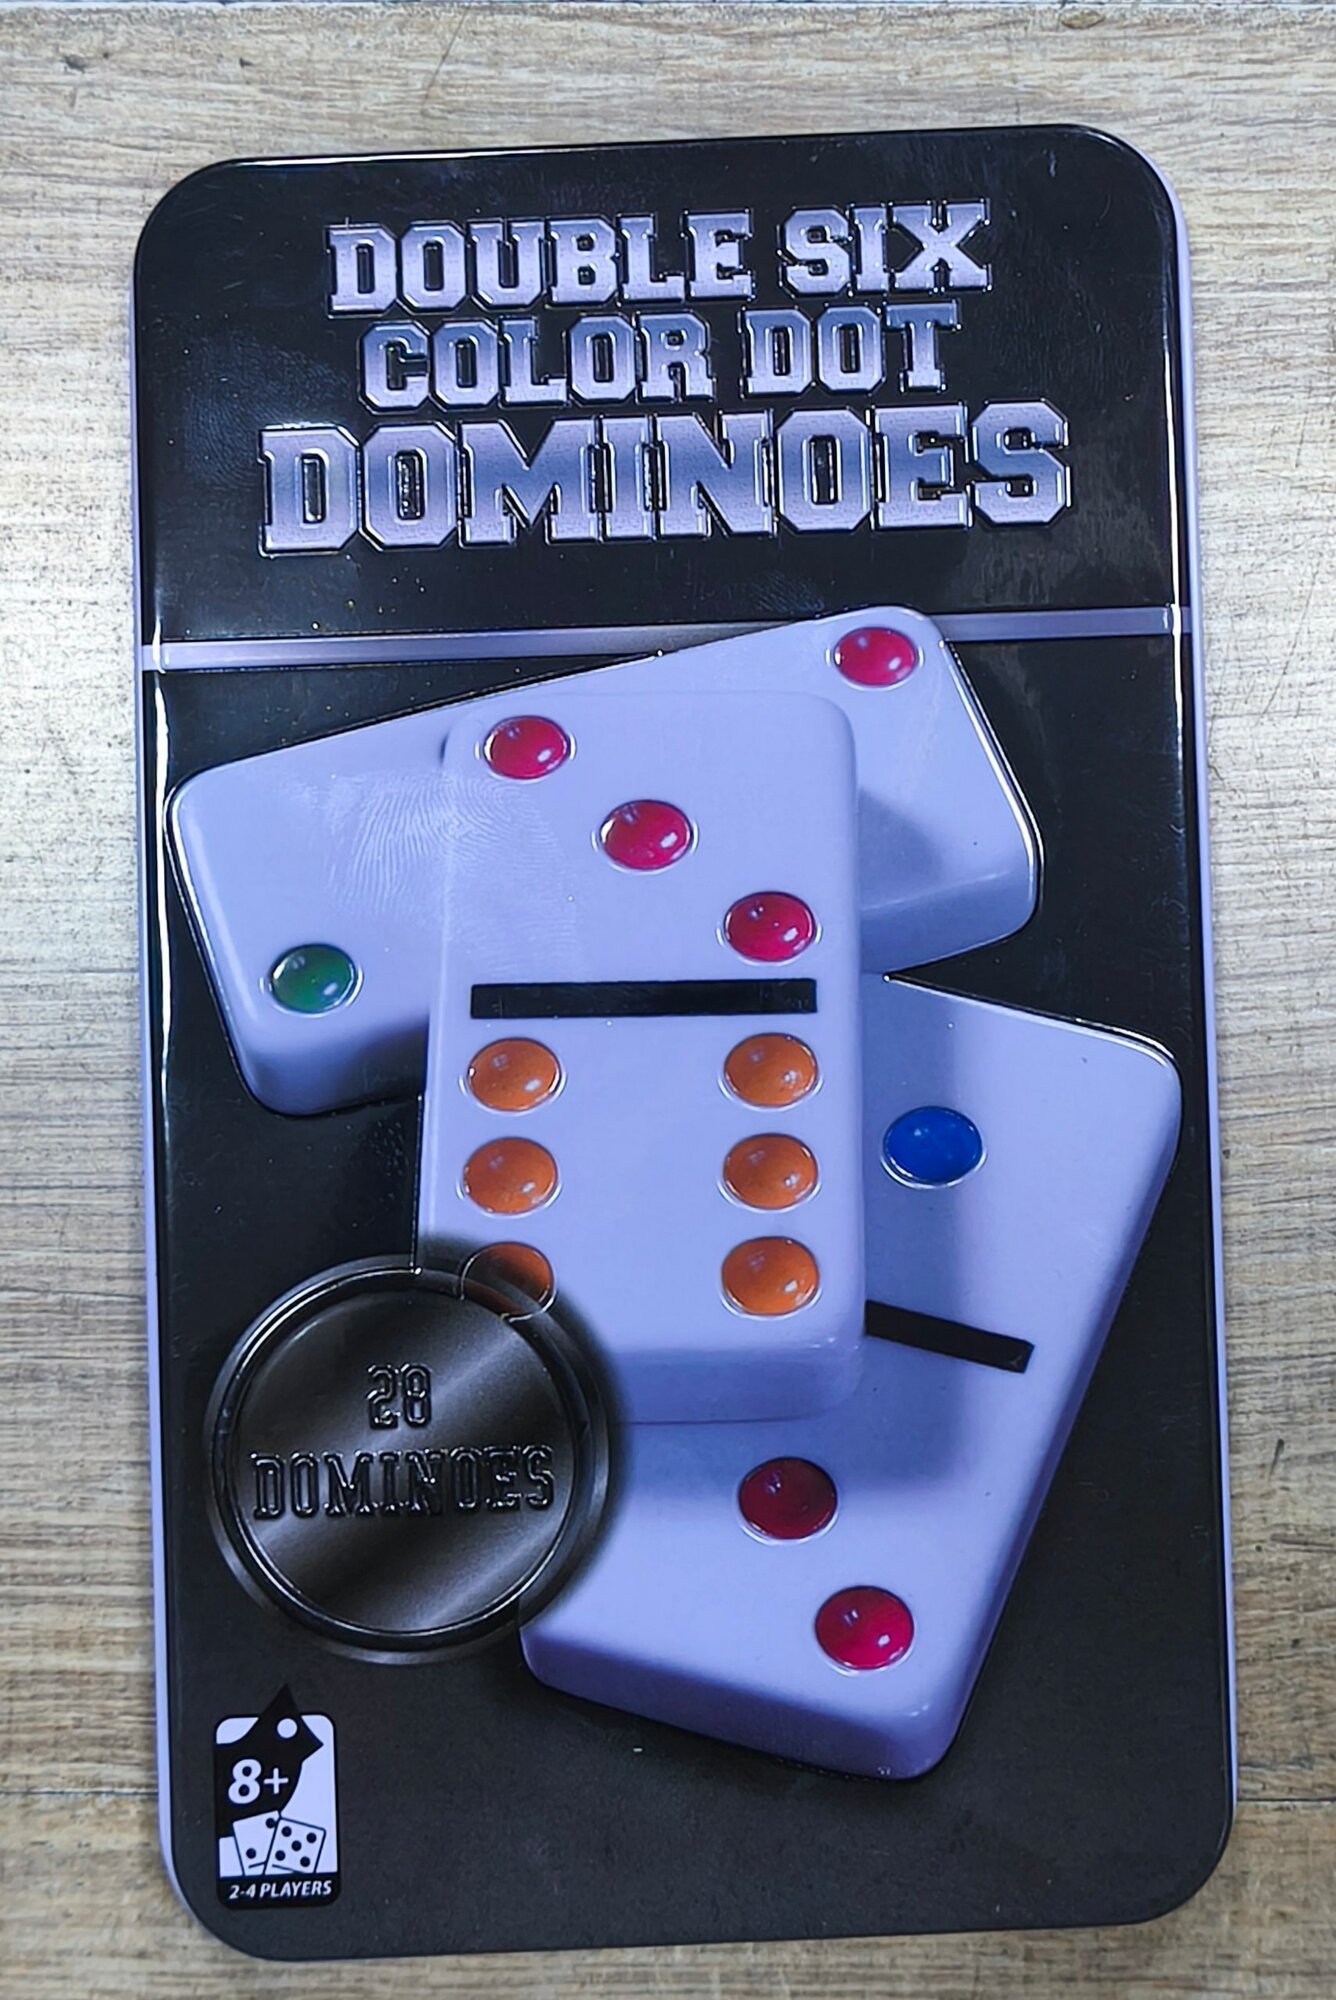 DOUBLE SIX
COLOR DOT
DOMINOES
28
DOMINOES
8+
2-4 PLAYERS